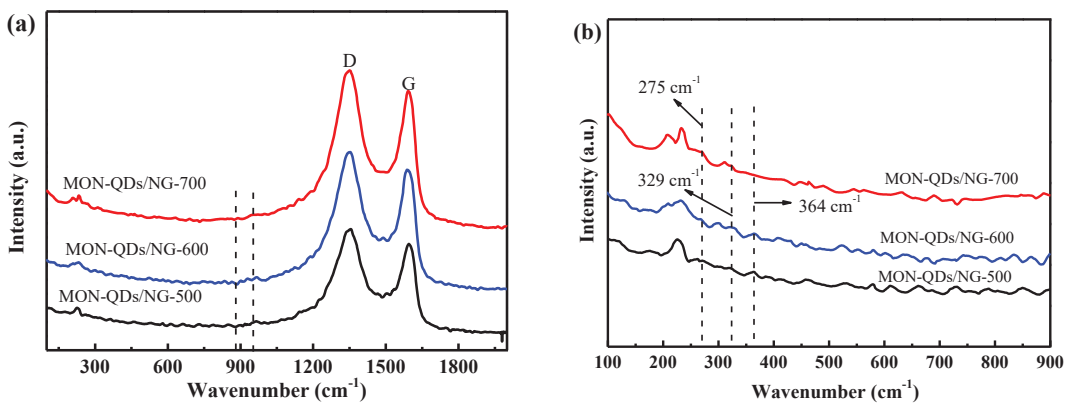 (a)
D
G
MON-QDs/NG-700
MON-QDs/NG-600
MON-QDs/NG-500
Intensity (a.u.)
300 600 900 1200 1500 1800
Wavenumber (cm⁻¹)
(b)
275 cm⁻¹
MON-QDs/NG-700
329 cm⁻¹
364 cm⁻¹
MON-QDs/NG-600
MON-QDs/NG-500
Intensity (a.u.)
100 200 300 400 500 600 700 800 900
Wavenumber (cm⁻¹)